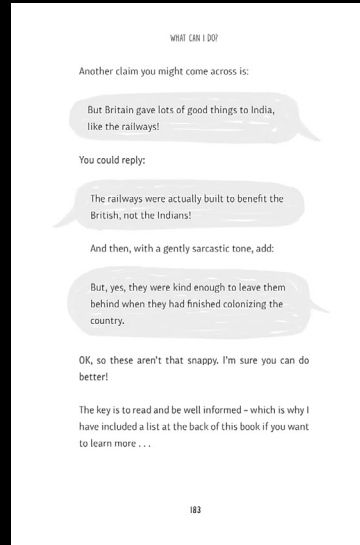 WHAT CAN I DO?
Another claim you might come across is:
But Britain gave lots of good things to India,
like the railways!
You could reply:
The railways were actually built to benefit the
British, not the Indians!
And then, with a gently sarcastic tone, add:
But, yes, they were kind enough to leave them
behind when they had finished colonizing the
country.
OK, so these aren't that snappy. I'm sure you can do
better!
The key is to read and be well informed – which is why I
have included a list at the back of this book if you want
to learn more . . .
183